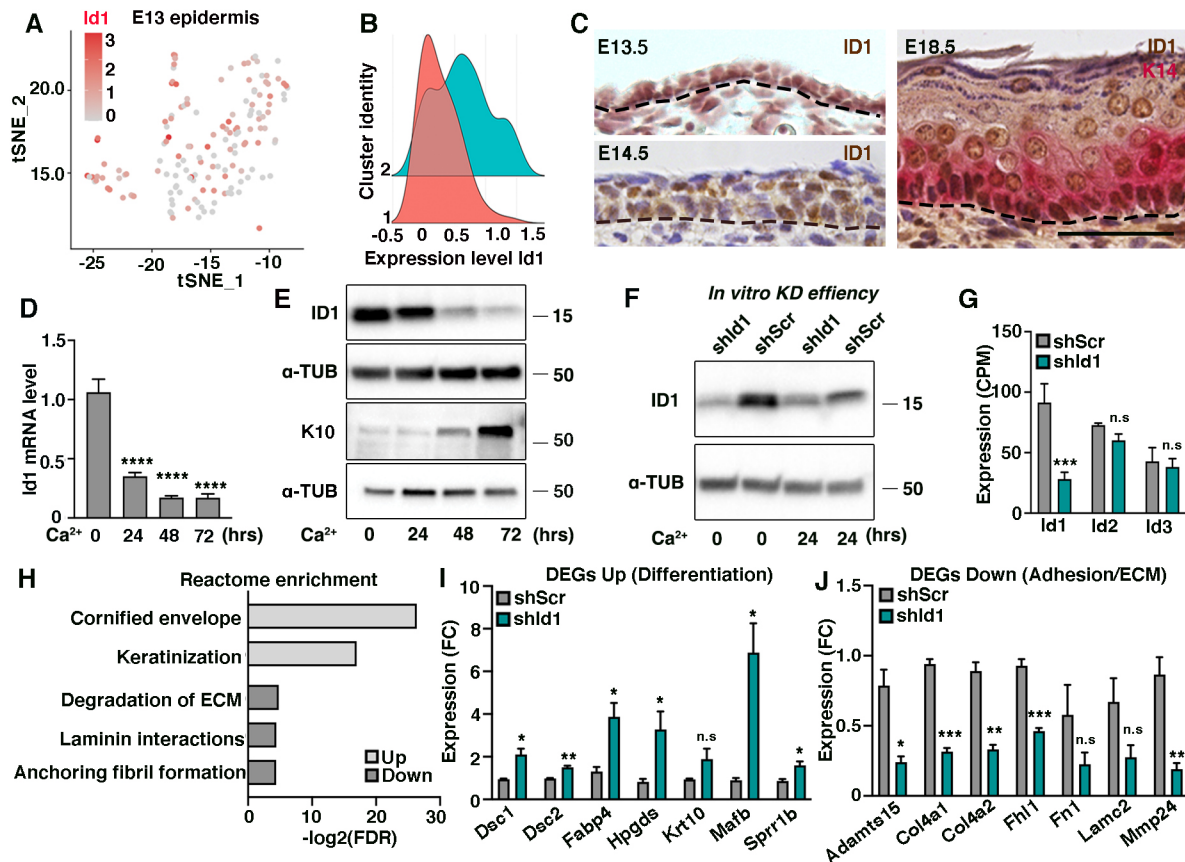 A
Id1
E13 epidermis
3
2
1
0
20.0
15.0
tSNE_2
-25
-20
-15
-10
tSNE_1
B
Cluster identity
2
1
-0.5
0
0.5
1.0
1.5
Expression level Id1
C
E13.5
ID1
E14.5
ID1
E18.5
ID1
K14
D
Id1 mRNA level
1.5
1.0
0.5
0
****
****
****
Ca²⁺ 0 24 48 72 (hrs)
E
ID1
15
α-TUB
50
K10
50
α-TUB
50
Ca²⁺ 0 24 48 72 (hrs)
F
In vitro KD effiency
shId1 shScr shId1 shScr
ID1
15
α-TUB
50
Ca²⁺ 0 0 24 24 (hrs)
G
Expression (CPM)
150
100
50
0
shScr
shId1
***
n.s
n.s
Id1 Id2 Id3
H
Reactome enrichment
Cornified envelope
Keratinization
Degradation of ECM
Laminin interactions
Anchoring fibril formation
Up
Down
0 10 20 30
-log2(FDR)
I
DEGs Up (Differentiation)
shScr
shId1
Expression (FC)
10
8
6
4
2
0
*
**
*
*
n.s
*
*
Dsc1 Dsc2 Fabp4 Hpgds Krt10 Mafb Sprr1b
J
DEGs Down (Adhesion/ECM)
shScr
shId1
Expression (FC)
1.0
0.5
0.0
*
***
**
***
n.s
n.s
**
Adamts15 Col4a1 Col4a2 Fhl1 Fn1 Lamc2 Mmp24